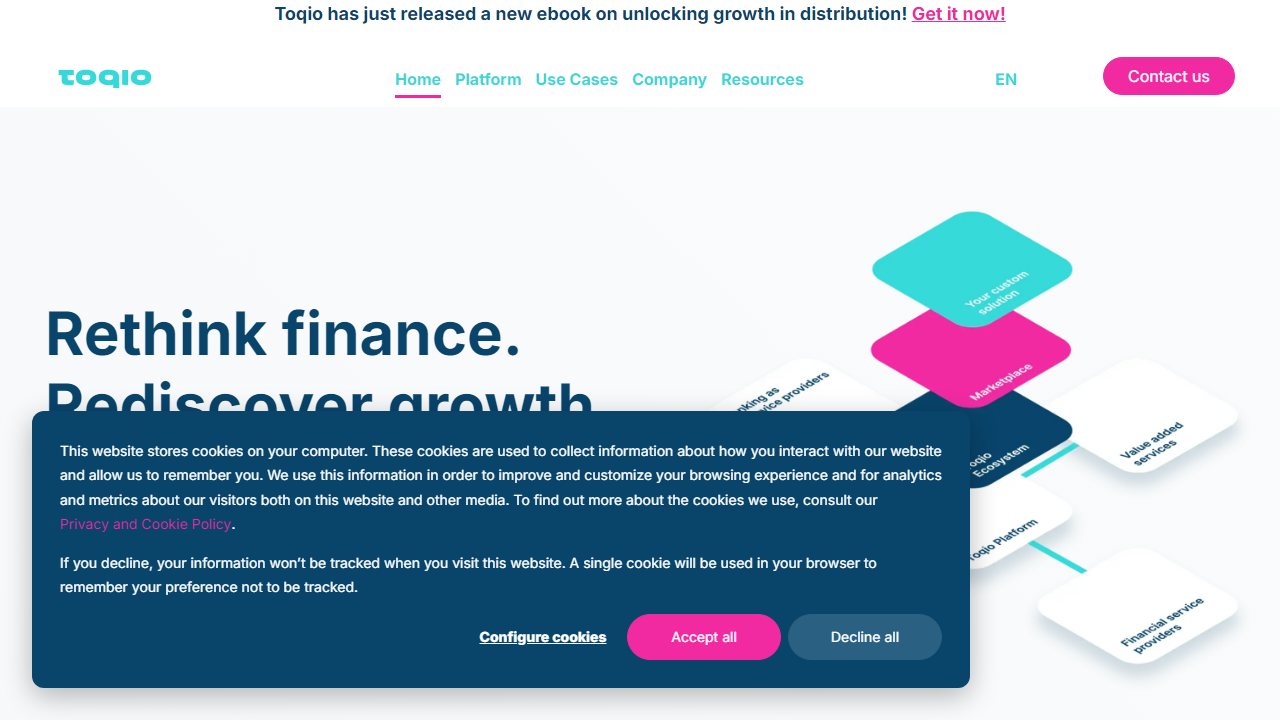 Toqio has just released a new ebook on unlocking growth in distribution! Get it now!
TOQIO
Home Platform Use Cases Company Resources EN Contact us
Your custom
solution
Rethink finance.
Marketplace
Rediscover growth
service providers
Value added
services
Ecosystem
Toqio Platform
Financial service
providers
This website stores cookies on your computer. These cookies are used to collect information about how you interact with our website
and allow us to remember you. We use this information in order to improve and customize your browsing experience and for analytics
and metrics about our visitors both on this website and other media. To find out more about the cookies we use, consult our
Privacy and Cookie Policy.
If you decline, your information won’t be tracked when you visit this website. A single cookie will be used in your browser to
remember your preference not to be tracked.
Configure cookies Accept all Decline all